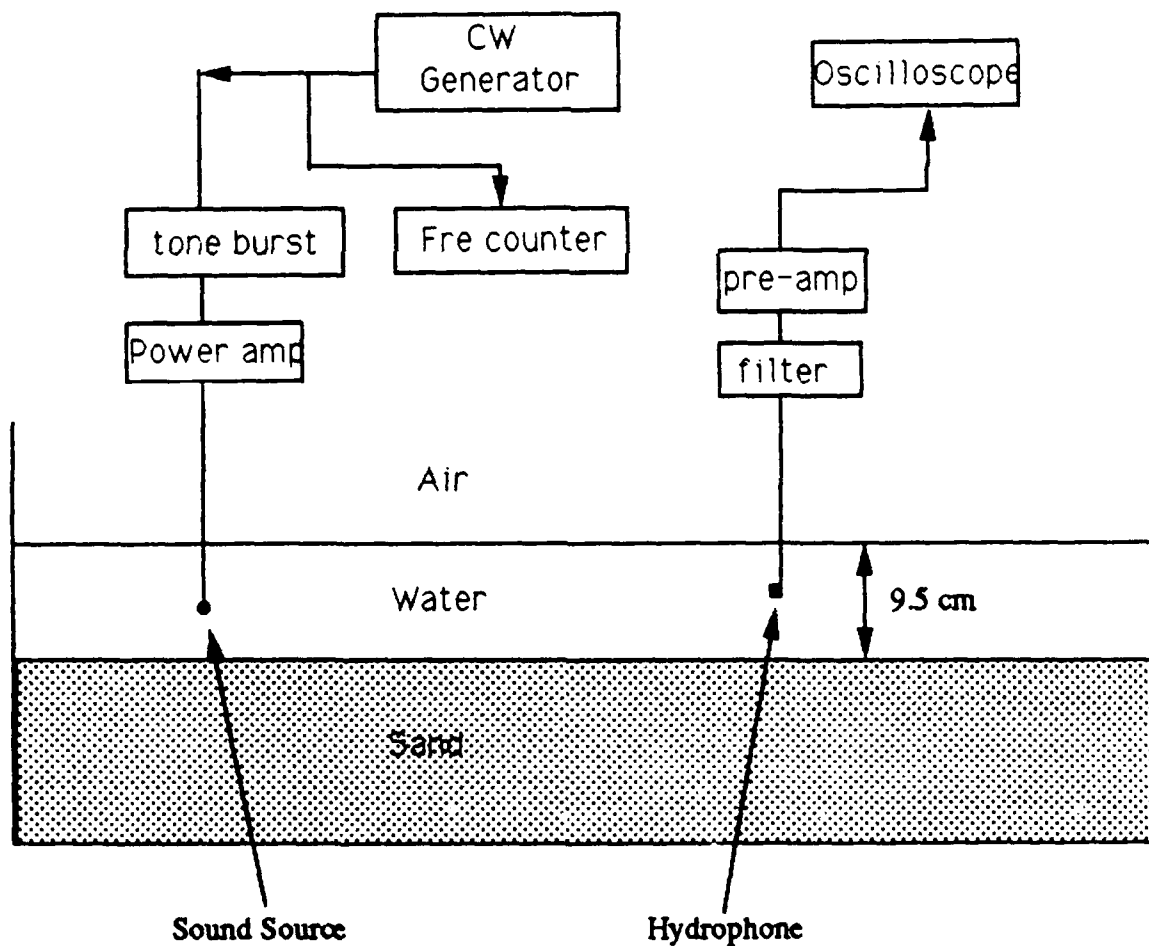 CW
Generator
Oscilloscope
tone burst
Fre counter
pre-amp
Power amp
filter
Air
Water
9.5 cm
Sand
Sound Source
Hydrophone